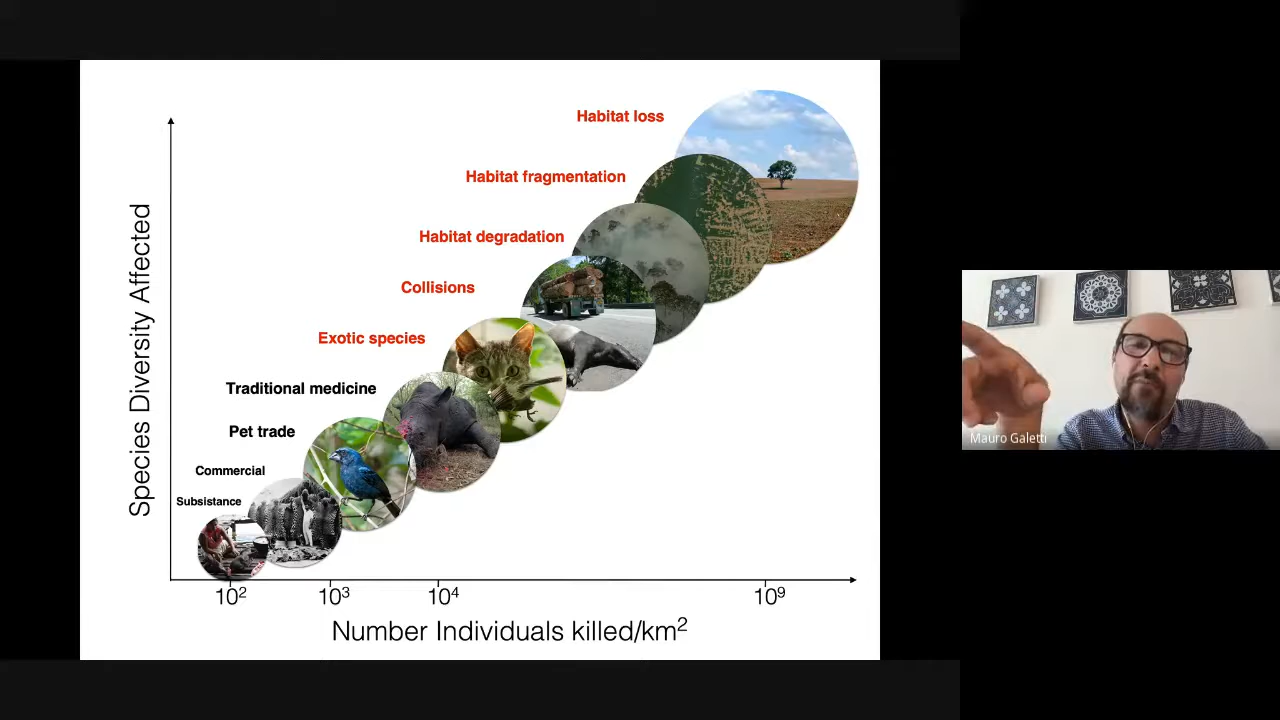 Habitat loss
Habitat fragmentation
Habitat degradation
Collisions
Exotic species
Traditional medicine
Pet trade
Commercial
Subsistance
Species Diversity Affected
10² 10³ 10⁴ 10⁹
Number Individuals killed/km²
Mauro Galetti